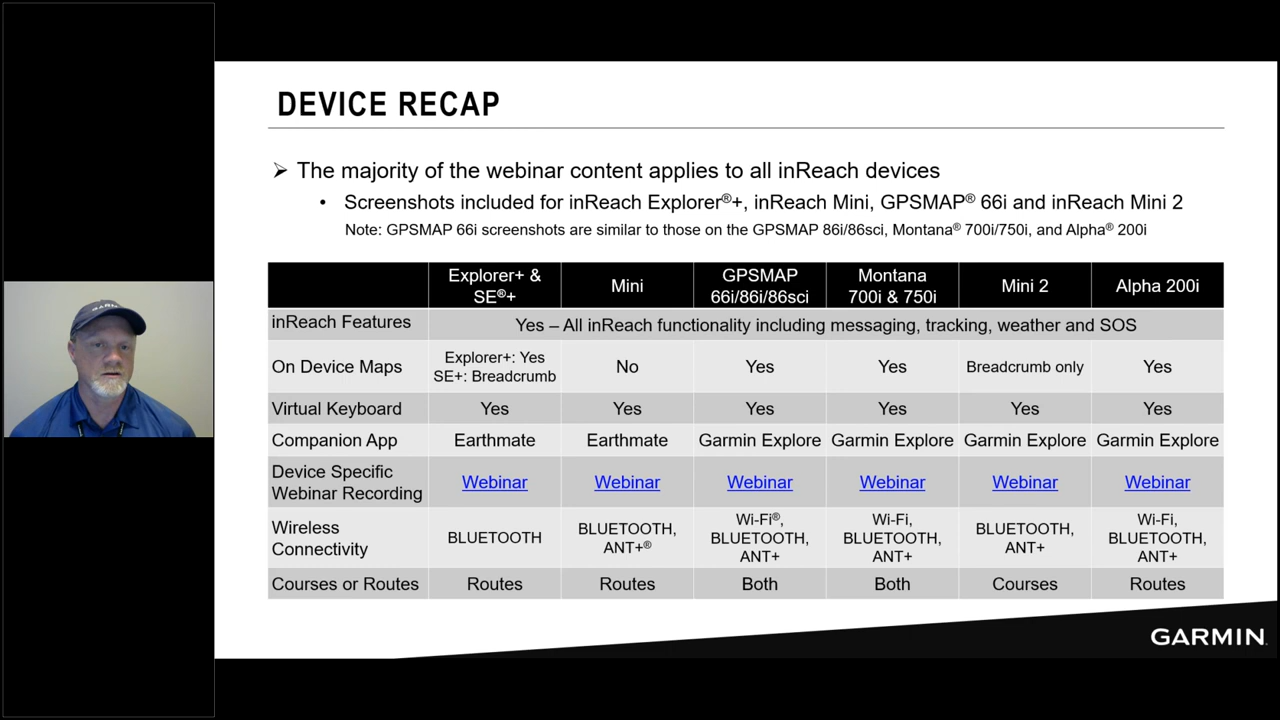 DEVICE RECAP
➢ The majority of the webinar content applies to all inReach devices
• Screenshots included for inReach Explorer®+, inReach Mini, GPSMAP® 66i and inReach Mini 2
Note: GPSMAP 66i screenshots are similar to those on the GPSMAP 86i/86sci, Montana® 700i/750i, and Alpha® 200i
Explorer+ & SE®+ Mini GPSMAP 66i/86i/86sci Montana 700i & 750i Mini 2 Alpha 200i
inReach Features Yes – All inReach functionality including messaging, tracking, weather and SOS
On Device Maps Explorer+: Yes SE+: Breadcrumb No Yes Yes Breadcrumb only Yes
Virtual Keyboard Yes Yes Yes Yes Yes Yes
Companion App Earthmate Earthmate Garmin Explore Garmin Explore Garmin Explore Garmin Explore
Device Specific Webinar Recording Webinar Webinar Webinar Webinar Webinar Webinar
Wireless Connectivity BLUETOOTH BLUETOOTH, ANT+® Wi-Fi®, BLUETOOTH, ANT+ Wi-Fi, BLUETOOTH, ANT+ BLUETOOTH, ANT+ Wi-Fi, BLUETOOTH, ANT+
Courses or Routes Routes Routes Both Both Courses Routes
GARMIN